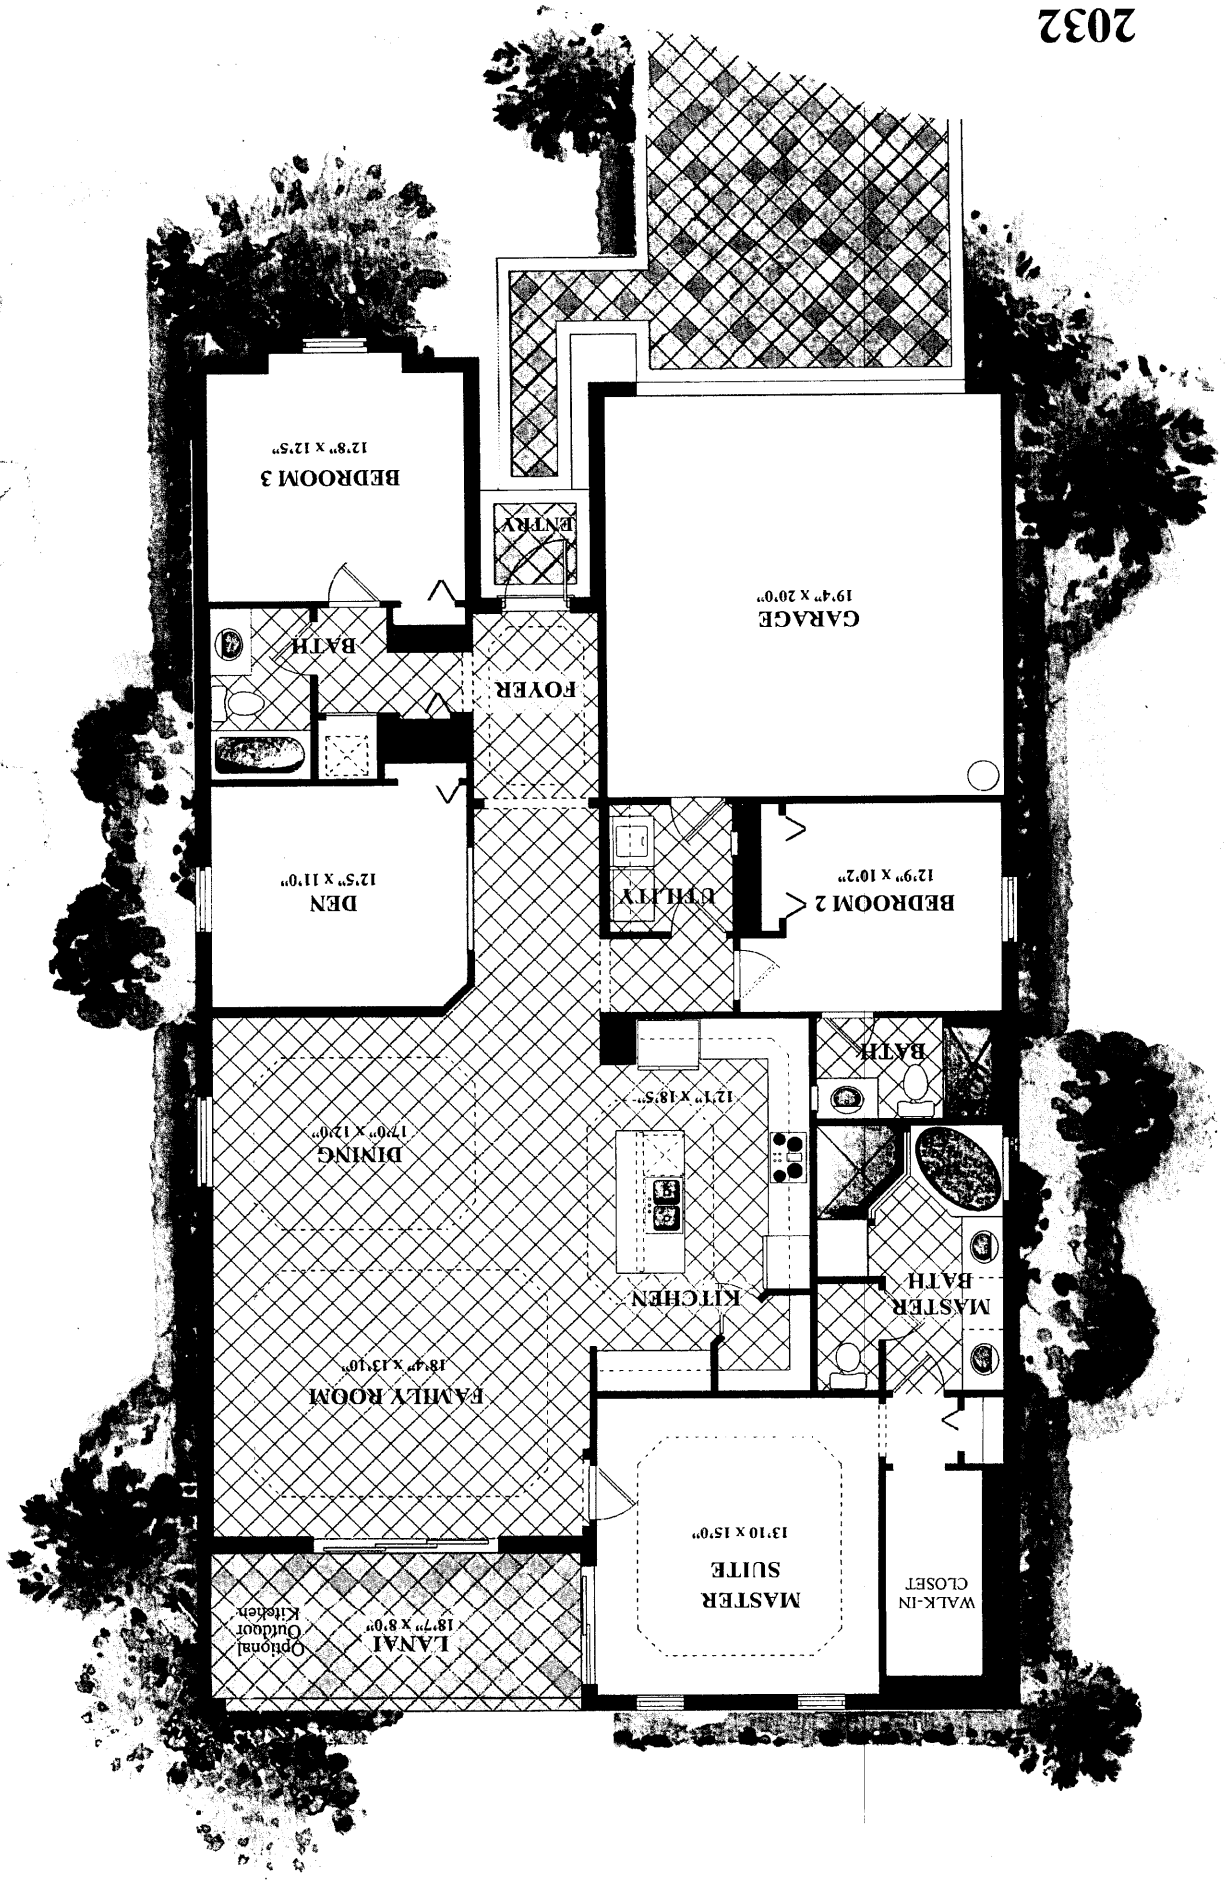 Optional
Outdoor
Kitchen
LANAI
18'7" x 8'0"
MASTER
SUITE
13'10 x 15'0"
WALK-IN
CLOSET
FAMILY ROOM
18'4" x 13'10"
KITCHEN
12'1" x 18'5"
MASTER
BATH
DINING
17'0" x 12'0"
BATH
DEN
12'5" x 11'0"
UTILITY
BEDROOM 2
12'9" x 10'2"
FOYER
BATH
GARAGE
19'4" x 20'0"
ENTRY
BEDROOM 3
12'8" x 12'5"
2032